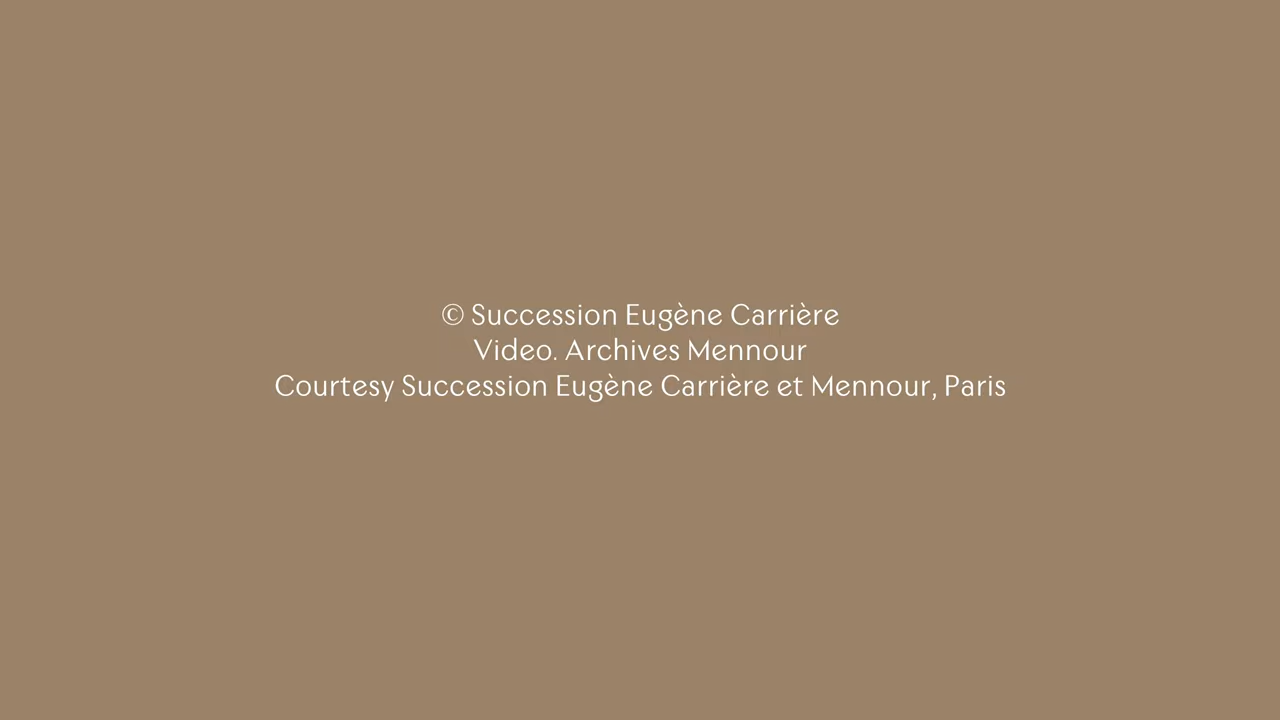 © Succession Eugène Carrière
Video. Archives Mennour
Courtesy Succession Eugène Carrière et Mennour, Paris